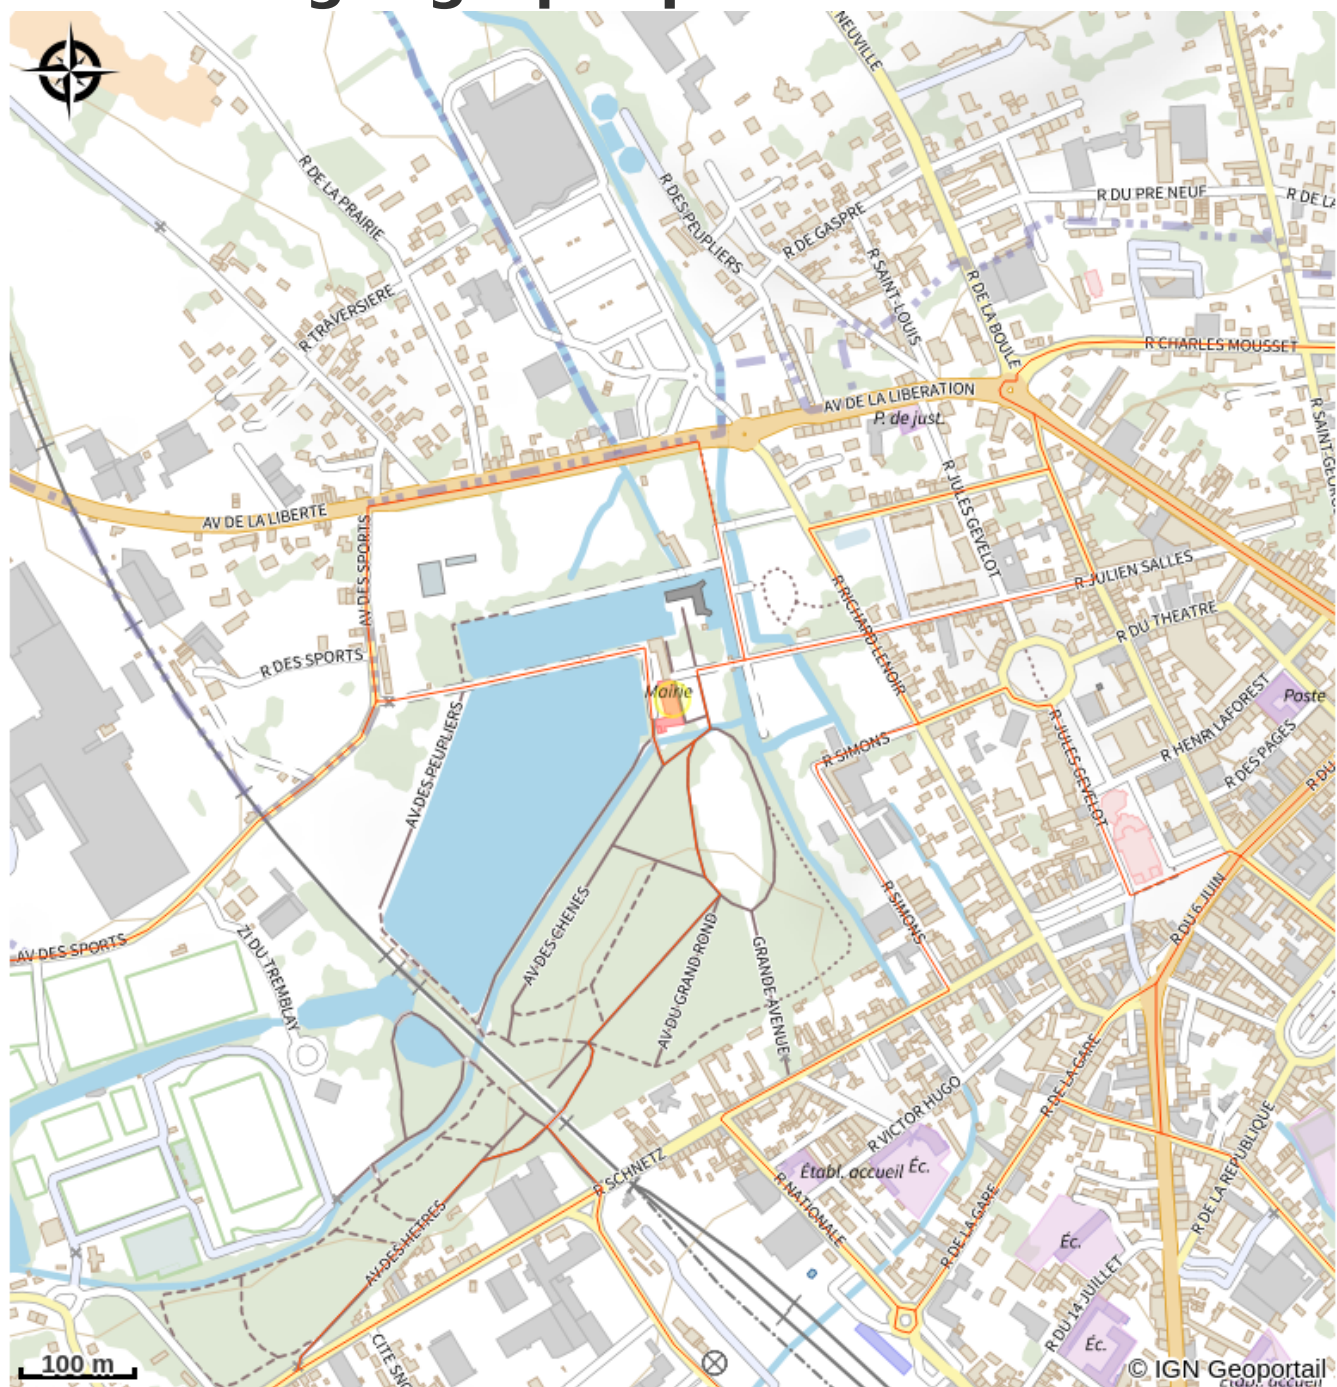 NEUVILLE
R DE LA PRAIRIE
R DES PEUPLIERS
R DE GASPRE
R DU PRE NEUF
R DE LA
R SAINT-LOUIS
R DE LA BOULE
R TRAVERSIERE
R CHARLES MOUSSET
AV DE LA LIBERATION
P. de just.
R SAINT-GEORG
AV DE LA LIBERTE
AV DES SPORTS
R JULES GEVELOT
R JULIEN SALLES
R RICHARD LENOIR
R DU THEATRE
R DES SPORTS
Mairie
Poste
R HENRI LAFOREST
R DES PAGES
R DU
AV DES PEUPLIERS
R SIMONS
R JULES GEVELOT
AV DES CHENES
R SIMONS
R DU 6 JUIN
AV DES SPORTS
ZI DU TREMBLAY
AV DU GRAND ROND
GRANDE AVENUE
R DE LA GARE
R VICTOR HUGO
R SCHNETZ
Établ. accueil
Éc.
R NATIONALE
R DE LA REPUBLIQUE
AV DES HETRES
R DE LA GARE
Éc.
R DU 14 JUILLET
Éc.
CITE SNC
100 m
© IGN Geoportail
Établ. accueil